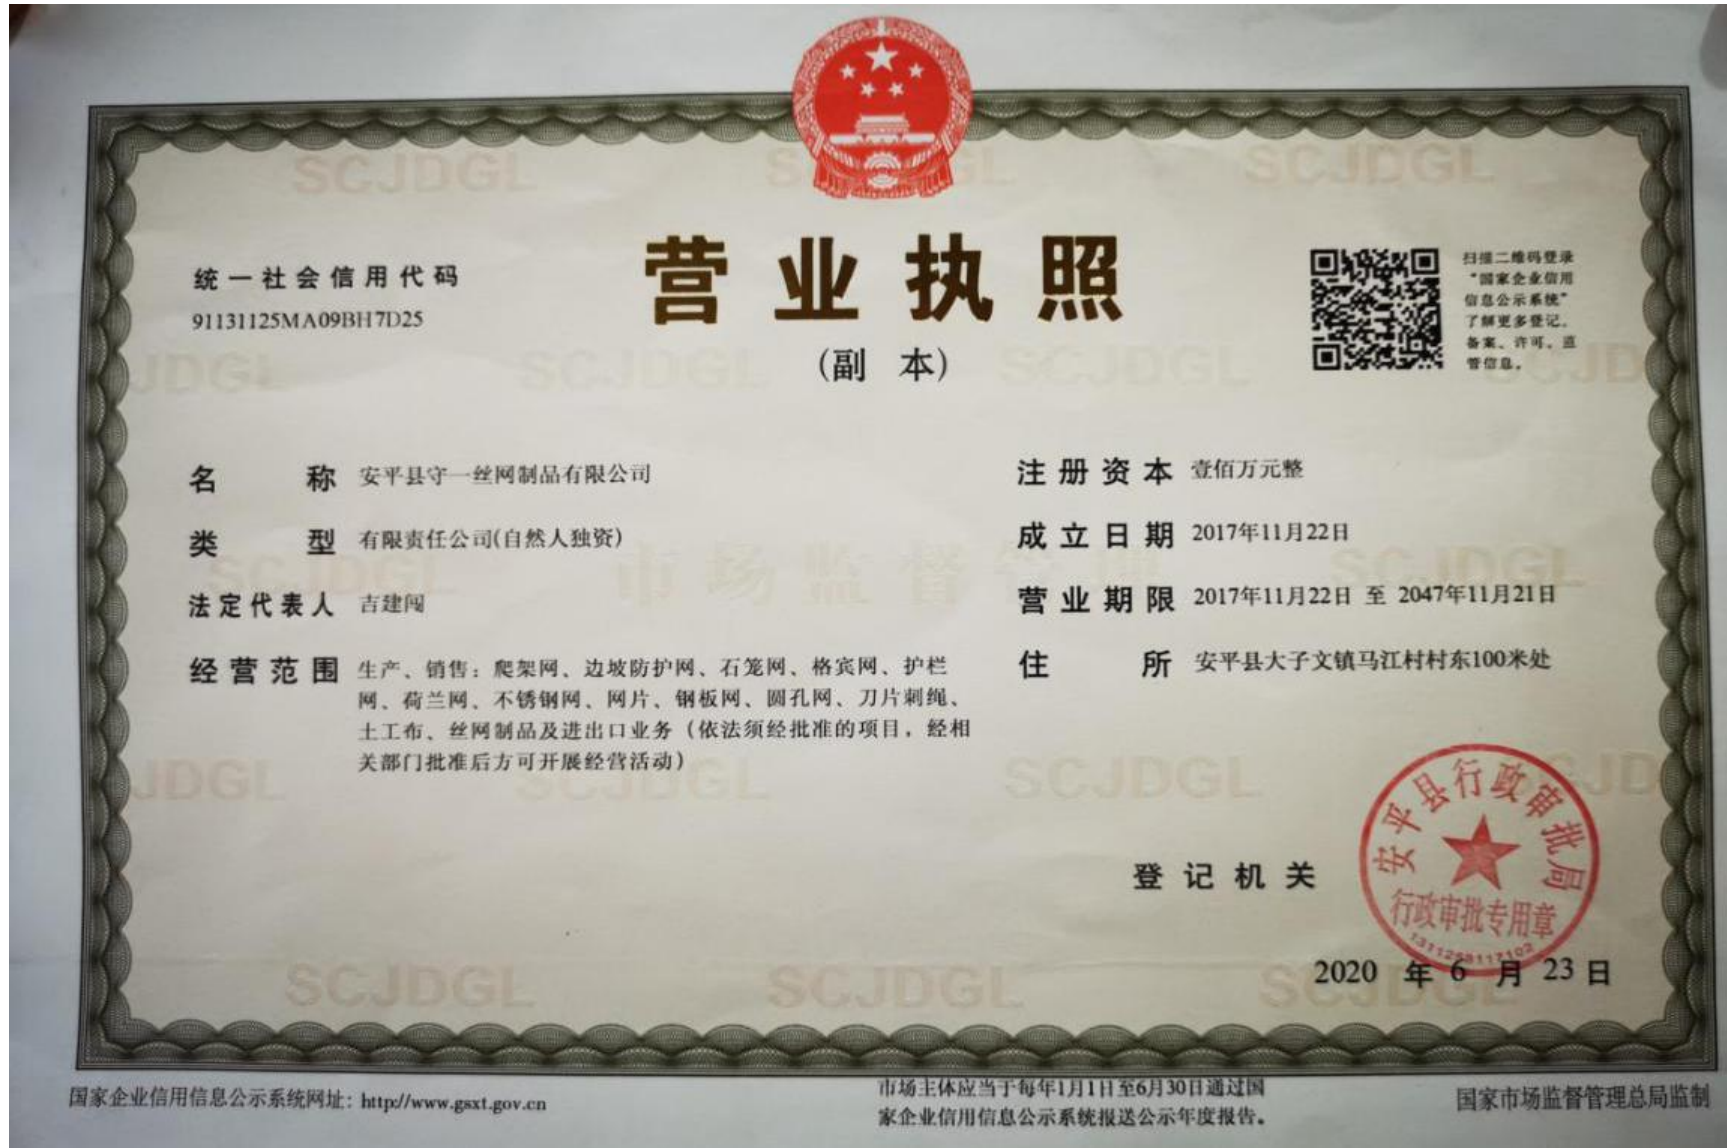 营业执照
(副 本)
统一社会信用代码
91131125MA09BH7D25
扫描二维码登录
“国家企业信用
信息公示系统”
了解更多登记、
备案、许可、监
管信息。
名 称 安平县守一丝网制品有限公司
类 型 有限责任公司(自然人独资)
法定代表人 吉建闯
经营范围 生产、销售：爬架网、边坡防护网、石笼网、格宾网、护栏
网、荷兰网、不锈钢网、网片、钢板网、圆孔网、刀片刺绳、
土工布、丝网制品及进出口业务（依法须经批准的项目，经相
关部门批准后方可开展经营活动）
注册资本 壹佰万元整
成立日期 2017年11月22日
营业期限 2017年11月22日 至 2047年11月21日
住 所 安平县大子文镇马江村村东100米处
登记机关
安平县行政审批局
行政审批专用章
2020 年 6 月 23 日
国家企业信用信息公示系统网址：http://www.gsxt.gov.cn
市场主体应当于每年1月1日至6月30日通过国
家企业信用信息公示系统报送公示年度报告。
国家市场监督管理总局监制
SCJDGL
市场监督管理